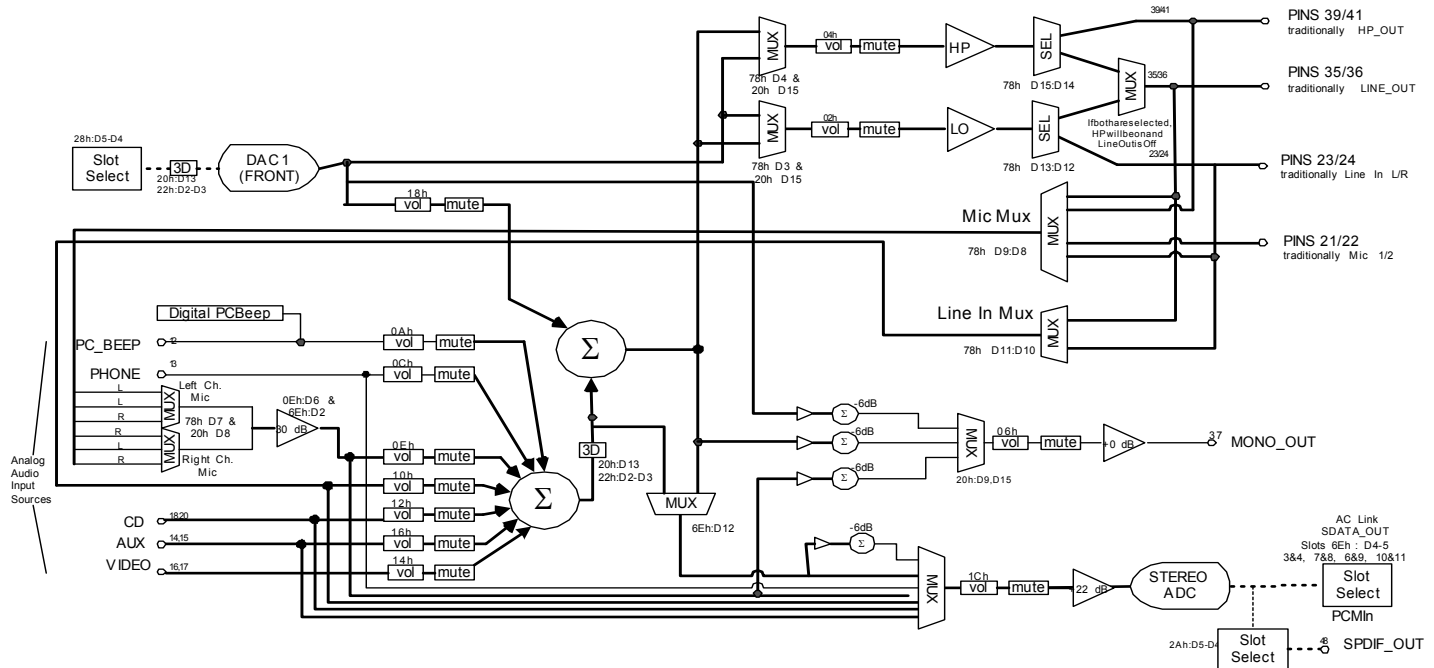 39/41
PINS 39/41
traditionally HP_OUT
04h
vol
mute
MUX
HP
SEL
78h D4 &
20h D15
78h D15:D14
MUX
35/36
PINS 35/36
traditionally LINE_OUT
02h
vol
mute
MUX
LO
SEL
If both are selected,
HP will be on and
Line Out is Off
78h D3 &
20h D15
78h D13:D12
23/24
PINS 23/24
traditionally Line In L/R
28h:D5-D4
Slot
Select
3D
20h:D13
22h:D2-D3
DAC 1
(FRONT)
18h
vol
mute
Mic Mux
MUX
78h D9:D8
PINS 21/22
traditionally Mic 1/2
Line In Mux
MUX
78h D11:D10
Digital PCBeep
PC_BEEP
12
0Ah
vol
mute
Σ
PHONE
13
0Ch
vol
mute
L
L
R
R
L
R
MUX
MUX
Left Ch.
Mic
78h D7 &
20h D8
Right Ch.
Mic
0Eh:D6 &
6Eh:D2
30 dB
Analog
Audio
Input
Sources
0Eh
vol
mute
10h
vol
mute
CD
18,20
12h
vol
mute
AUX
14,15
16h
vol
mute
VIDEO
16,17
14h
vol
mute
Σ
3D
20h:D13
22h:D2-D3
MUX
6Eh:D12
Σ
-6dB
Σ
-6dB
Σ
-6dB
MUX
20h:D9,D15
06h
vol
mute
+0 dB
37
MONO_OUT
Σ
-6dB
MUX
1Ch
vol
mute
+22 dB
STEREO
ADC
AC Link
SDATA_OUT
Slots 6Eh : D4-5
3&4, 7&8, 6&9, 10&11
Slot
Select
PCMIn
2Ah:D5-D4
Slot
Select
48
SPDIF_OUT